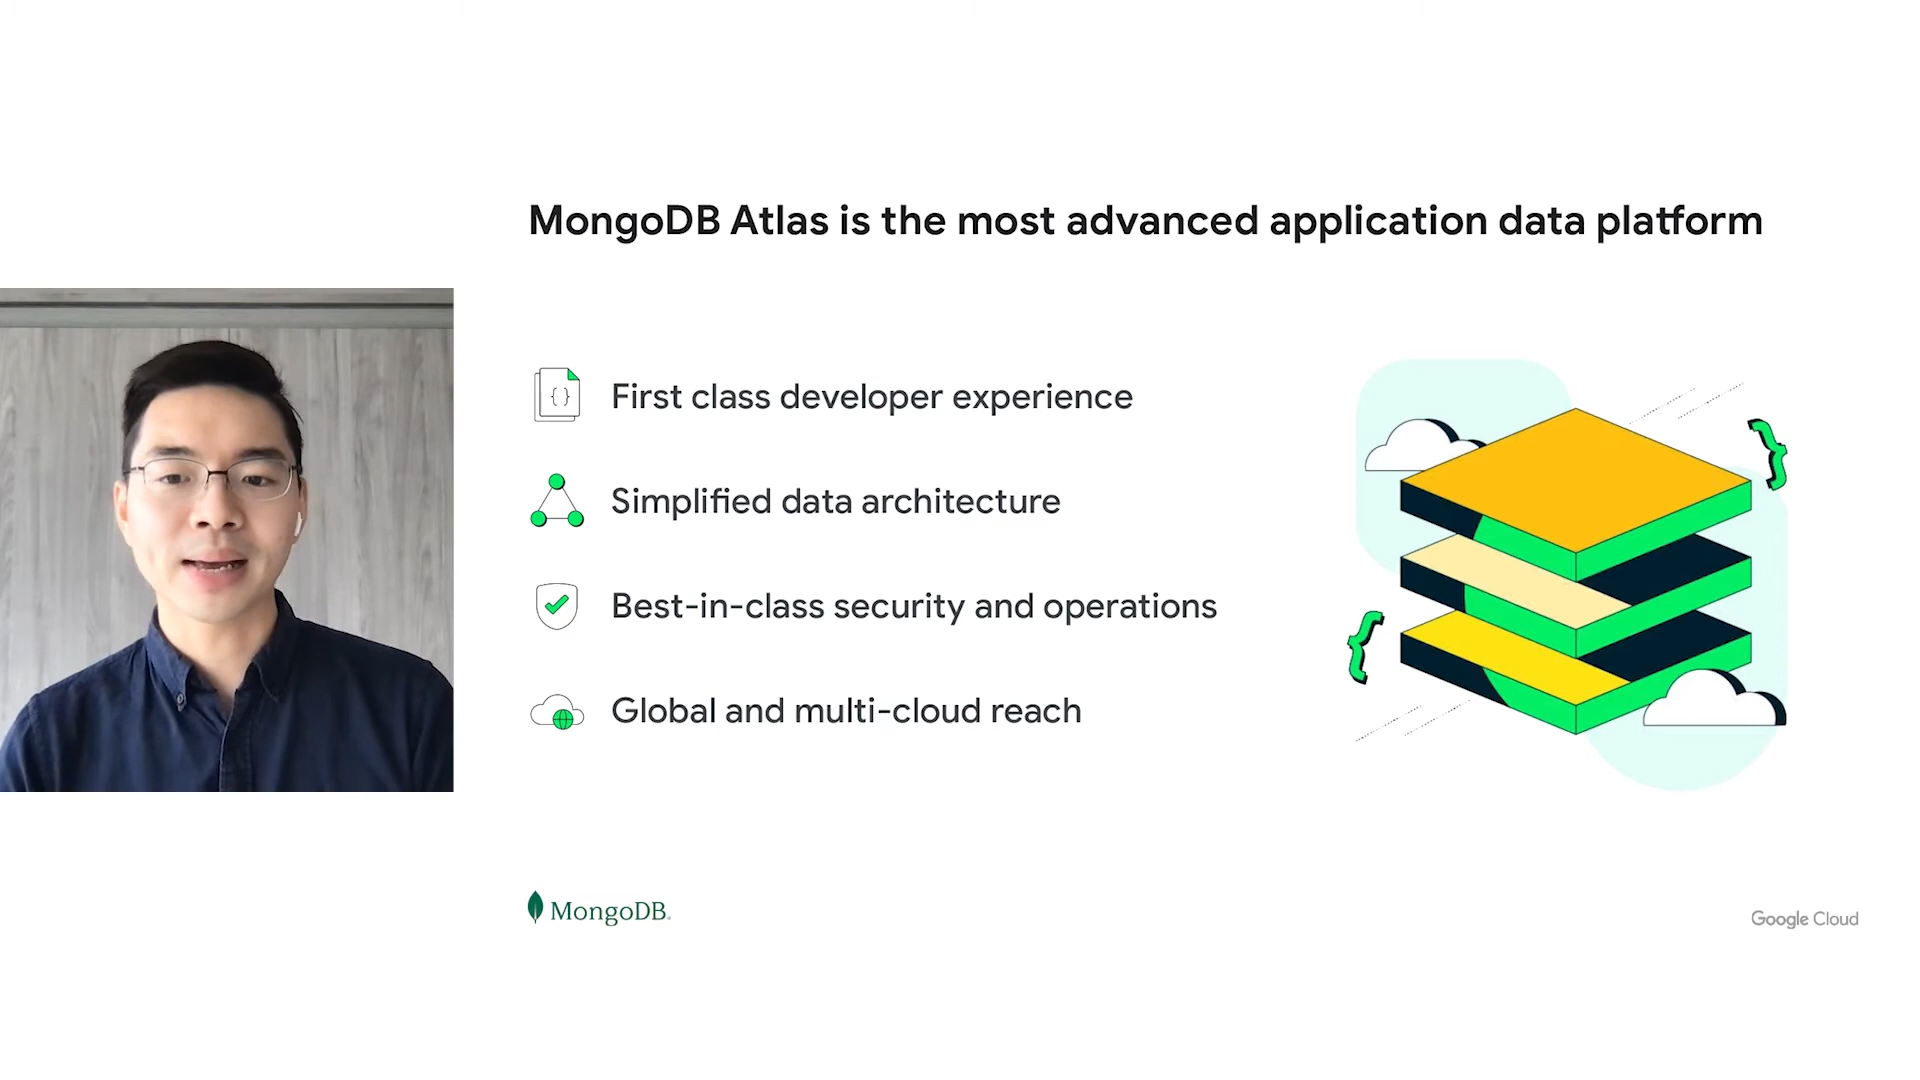 MongoDB Atlas is the most advanced application data platform
{ }
First class developer experience
Simplified data architecture
Best-in-class security and operations
Global and multi-cloud reach
MongoDB.
Google Cloud